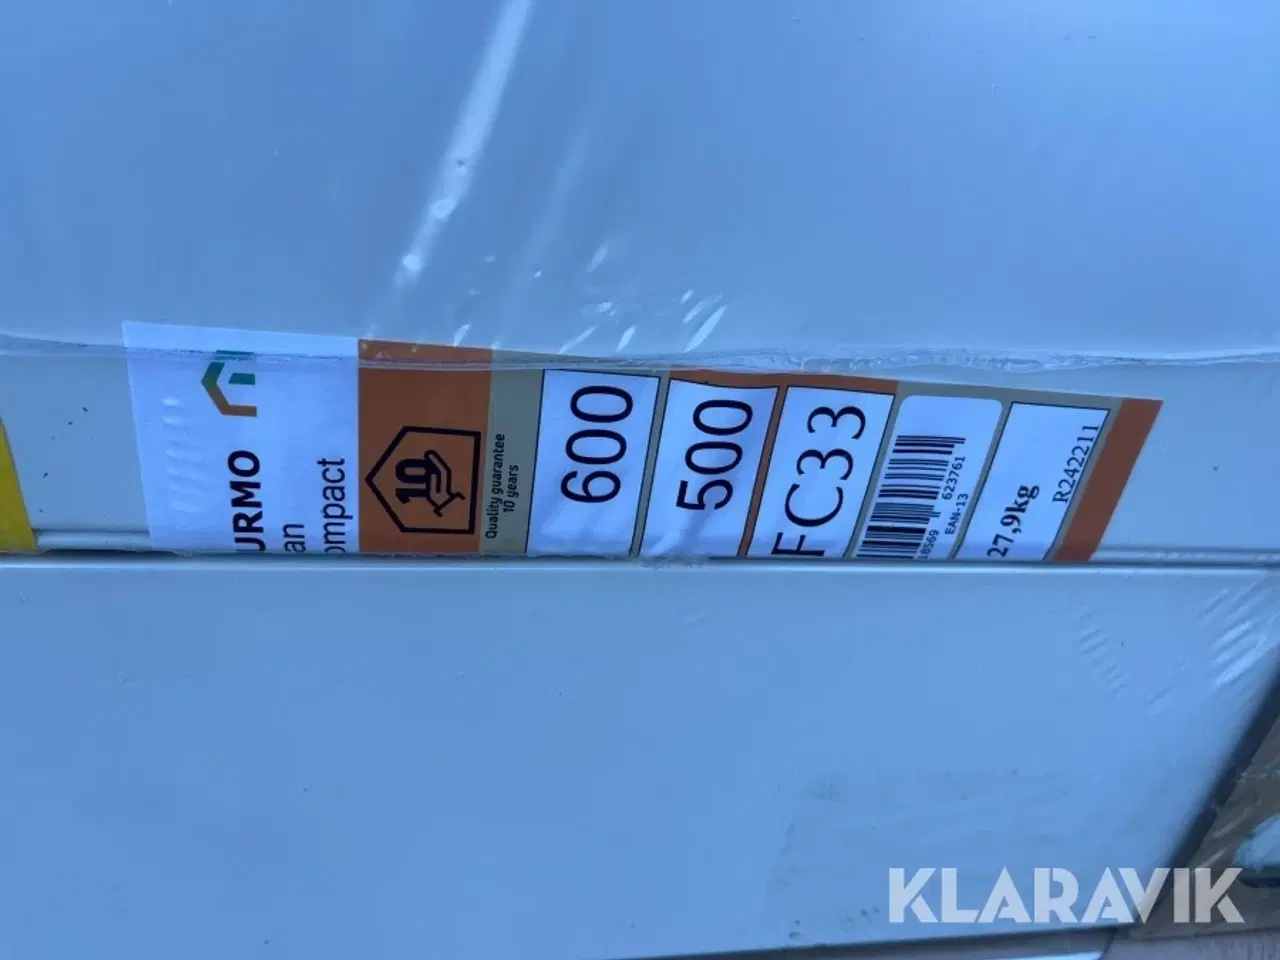 URMO
an
ompact
10
Quality guarantee
10 years
600
500
FC33
18569 623761
EAN-13
27,9kg
R242211
KLARAVIK